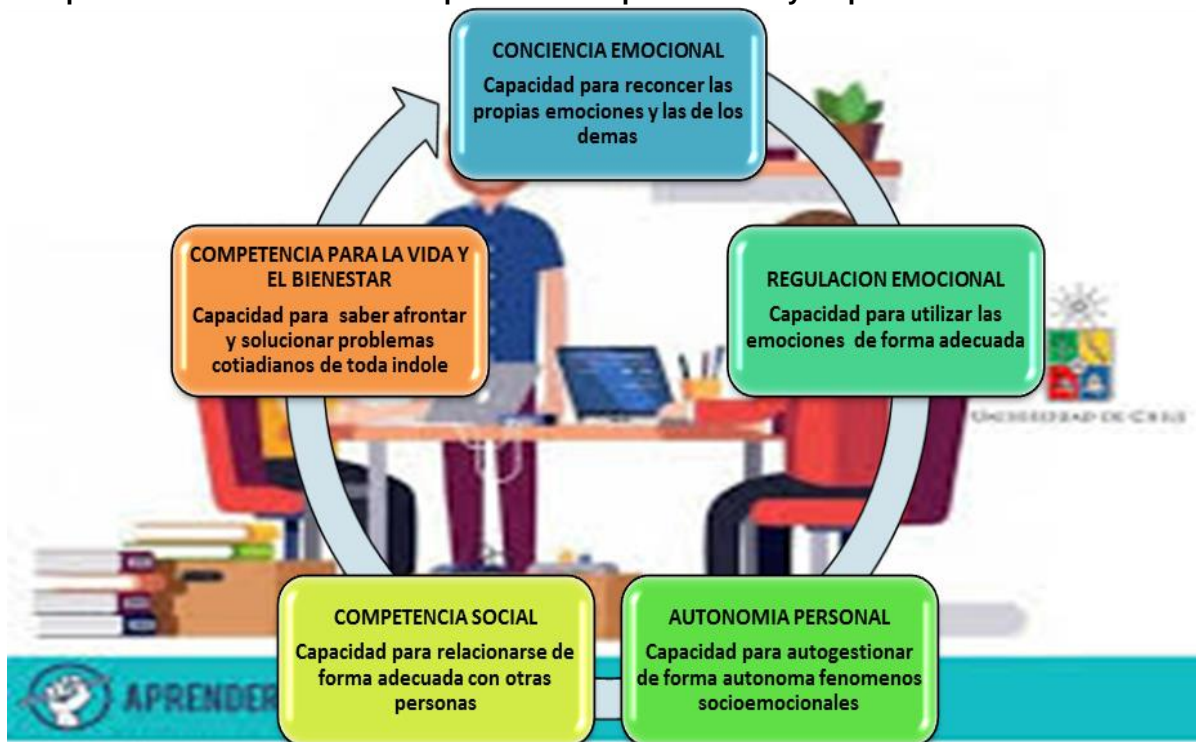 CONCIENCIA EMOCIONAL
Capacidad para reconcer las
propias emociones y las de los
demas
REGULACION EMOCIONAL
Capacidad para utilizar las
emociones de forma adecuada
UNIVERSIDAD DE CHILE
AUTONOMIA PERSONAL
Capacidad para autogestionar
de forma autonoma fenomenos
socioemocionales
COMPETENCIA SOCIAL
Capacidad para relacionarse de
forma adecuada con otras
personas
COMPETENCIA PARA LA VIDA Y
EL BIENESTAR
Capacidad para saber afrontar
y solucionar problemas
cotiadianos de toda indole
APRENDER